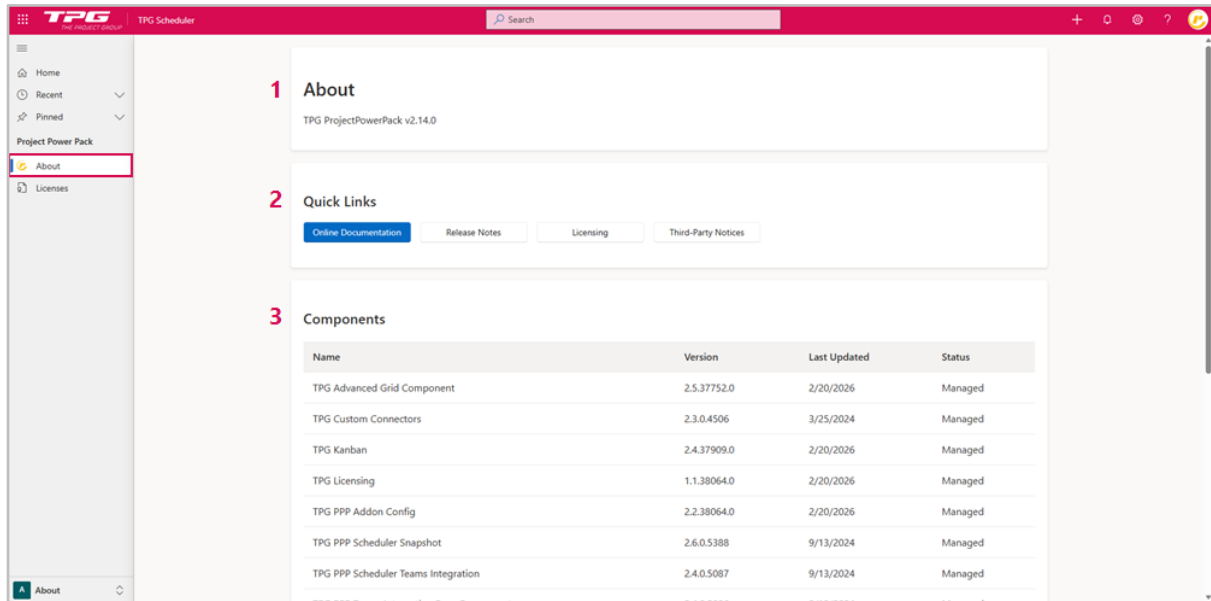 TPG
THE PROJECT GROUP
TPG Scheduler
Search
Home
Recent
Pinned
Project Power Pack
About
Licenses
1
About
TPG ProjectPowerPack v2.14.0
2
Quick Links
Online Documentation Release Notes Licensing Third-Party Notices
3
Components
Name Version Last Updated Status
TPG Advanced Grid Component 2.5.37752.0 2/20/2026 Managed
TPG Custom Connectors 2.3.0.4506 3/25/2024 Managed
TPG Kanban 2.4.37909.0 2/20/2026 Managed
TPG Licensing 1.1.38064.0 2/20/2026 Managed
TPG PPP Addon Config 2.2.38064.0 2/20/2026 Managed
TPG PPP Scheduler Snapshot 2.6.0.5388 9/13/2024 Managed
TPG PPP Scheduler Teams Integration 2.4.0.5087 9/13/2024 Managed
A About